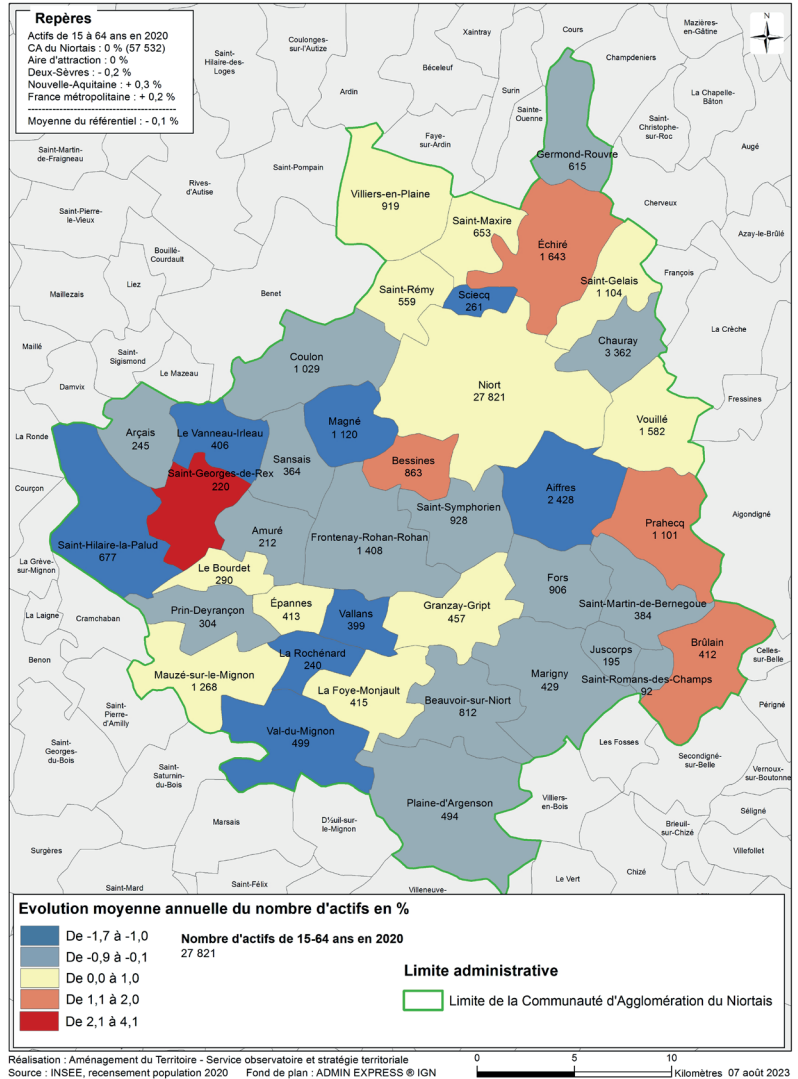 Repères
Actifs de 15 à 64 ans en 2020
CA du Niortais : 0 % (57 532)
Aire d'attraction : 0 %
Deux-Sèvres : - 0,2 %
Nouvelle-Aquitaine : + 0,3 %
France métropolitaine : + 0,2 %
Moyenne du référentiel : - 0,1 %
N
Saint-
Hilaire-des-
Loges
Coulonges-
sur-l'Autize
Xaintray
Cours
Mazières-
en-Gâtine
Béceleuf
Champdeniers
Ardin
Surin
Sainte-
Ouenne
La Chapelle-
Bâton
Saint-
Christophe-
sur-Roc
Faye-
sur-Ardin
Augé
Saint-Martin-
de-Fraigneau
Saint-Pompain
Rives-
d'Autise
Germond-Rouvre
615
Villiers-en-Plaine
919
Cherveux
Saint-Pierre-
le-Vieux
Saint-Maxire
653
Azay-le-Brûlé
Bouillé-
Courdault
Échiré
1 643
François
Liez
Maillezais
Benet
Saint-Rémy
559
Sciecq
261
Saint-Gelais
1 104
La Crèche
Maillé
Saint-
Sigismond
Le Mazeau
Coulon
1 029
Chauray
3 362
Damvix
Niort
27 821
Fressines
La Ronde
Arçais
245
Le Vanneau-Irleau
406
Magné
1 120
Vouillé
1 582
Sansais
364
Bessines
863
Saint-Georges-de-Rex
220
Courçon
Aiffres
2 428
Saint-Symphorien
928
Aigondigné
Prahecq
1 101
Amuré
212
Frontenay-Rohan-Rohan
1 408
Saint-Hilaire-la-Palud
677
La Grève-
sur-Mignon
Le Bourdet
290
Fors
906
La Laigne
Cramchaban
Prin-Deyrançon
304
Épannes
413
Vallans
399
Granzay-Gript
457
Saint-Martin-de-Bernegoue
384
Benon
La Rochénard
240
Juscorps
195
Brûlain
412
Celles-
sur-Belle
Mauzé-sur-le-Mignon
1 268
Marigny
429
Saint-Romans-des-Champs
92
La Foye-Monjault
415
Beauvoir-sur-Niort
812
Saint-
Pierre-
d'Amilly
Périgné
Val-du-Mignon
499
Les Fosses
Saint-
Georges-
du-Bois
Secondigné-
sur-Belle
Vernoux-
sur-Boutonne
Saint-
Saturnin-
du-Bois
Plaine-d'Argenson
494
Villiers-
en-Bois
Séligné
Marsais
D½uil-sur-
le-Mignon
Brieuil-
sur-Chizé
Surgères
Villefollet
Chizé
Saint-Mard
Saint-Félix
Villeneuve-
Le Vert
Evolution moyenne annuelle du nombre d'actifs en %
De -1,7 à -1,0
De -0,9 à -0,1
De 0,0 à 1,0
De 1,1 à 2,0
De 2,1 à 4,1
Nombre d'actifs de 15-64 ans en 2020
27 821
Limite administrative
Limite de la Communauté d'Agglomération du Niortais
Réalisation : Aménagement du Territoire - Service observatoire et stratégie territoriale
Source : INSEE, recensement population 2020 Fond de plan : ADMIN EXPRESS ® IGN
0 5 10
Kilomètres 07 août 2023